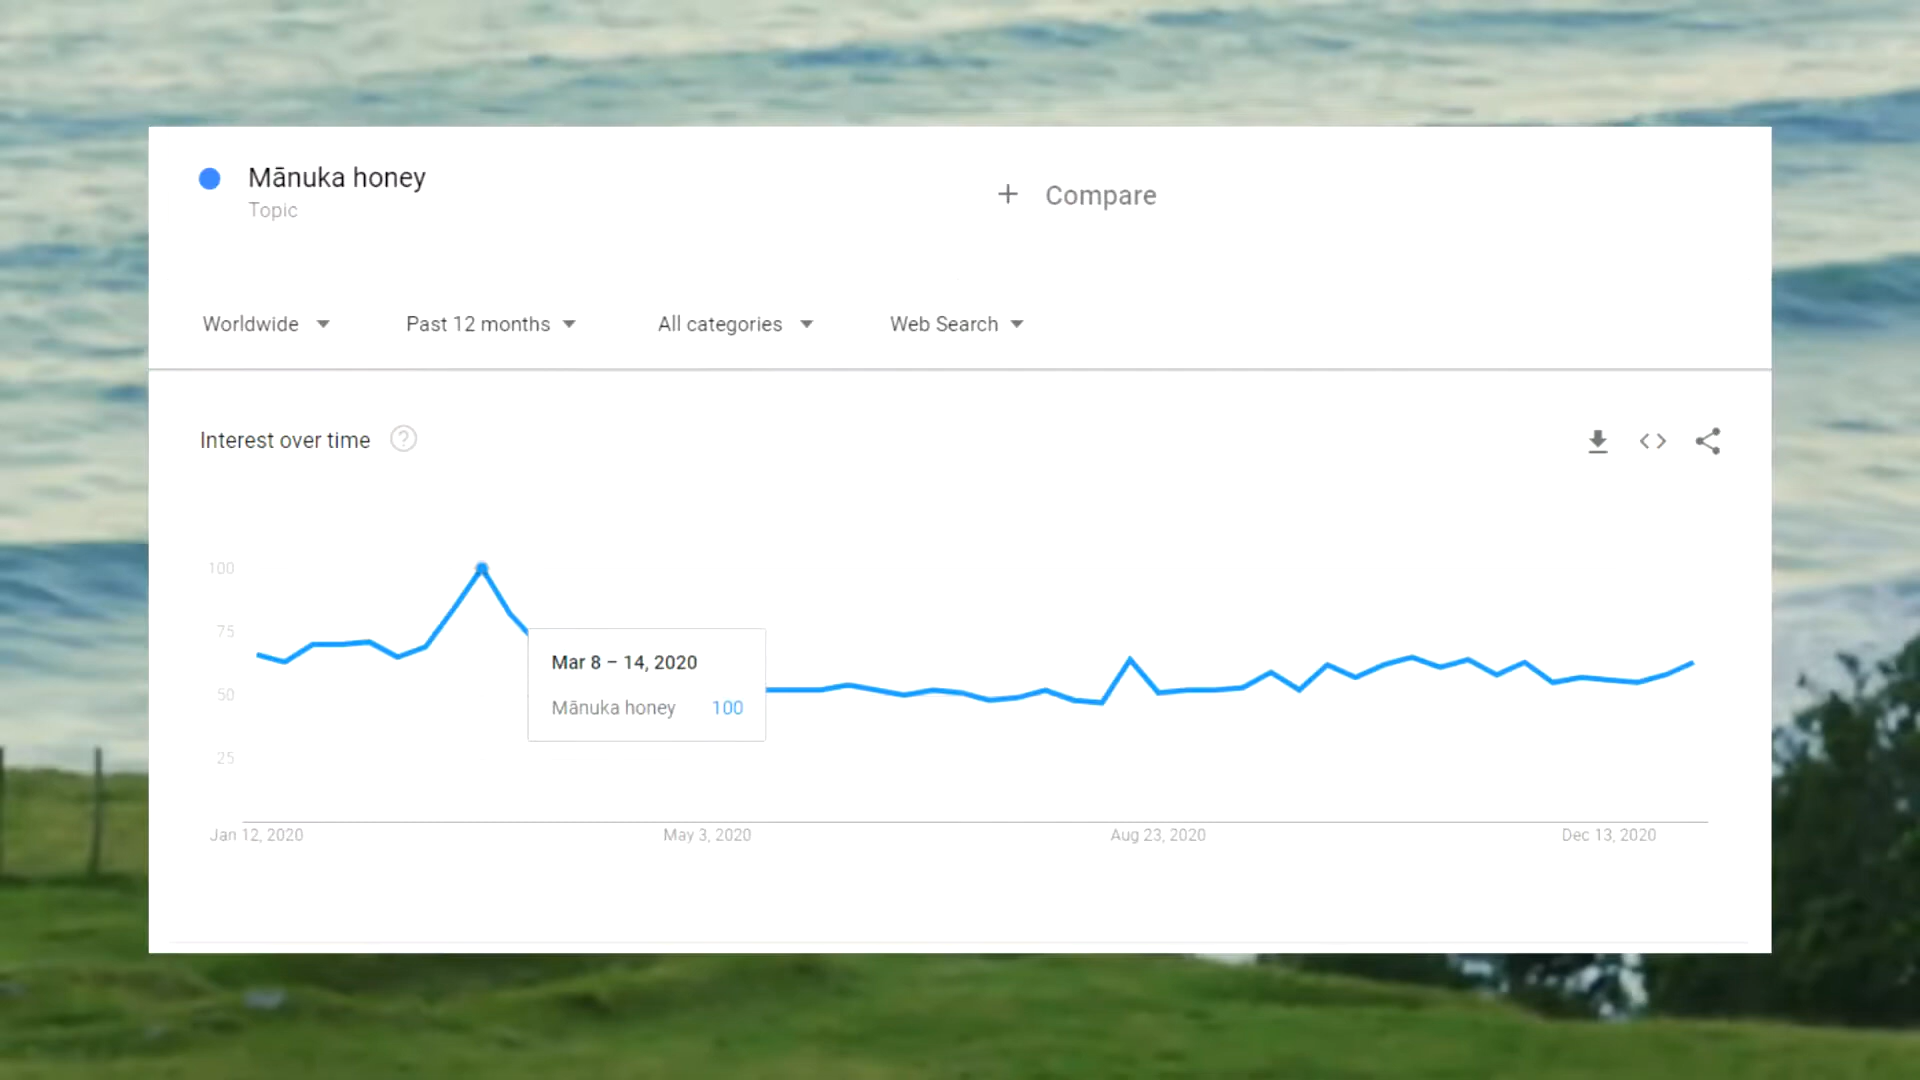 Mānuka honey
Topic
+ Compare
Worldwide
Past 12 months
All categories
Web Search
Interest over time ?
100
75
50
25
Mar 8 – 14, 2020
Mānuka honey 100
Jan 12, 2020
May 3, 2020
Aug 23, 2020
Dec 13, 2020